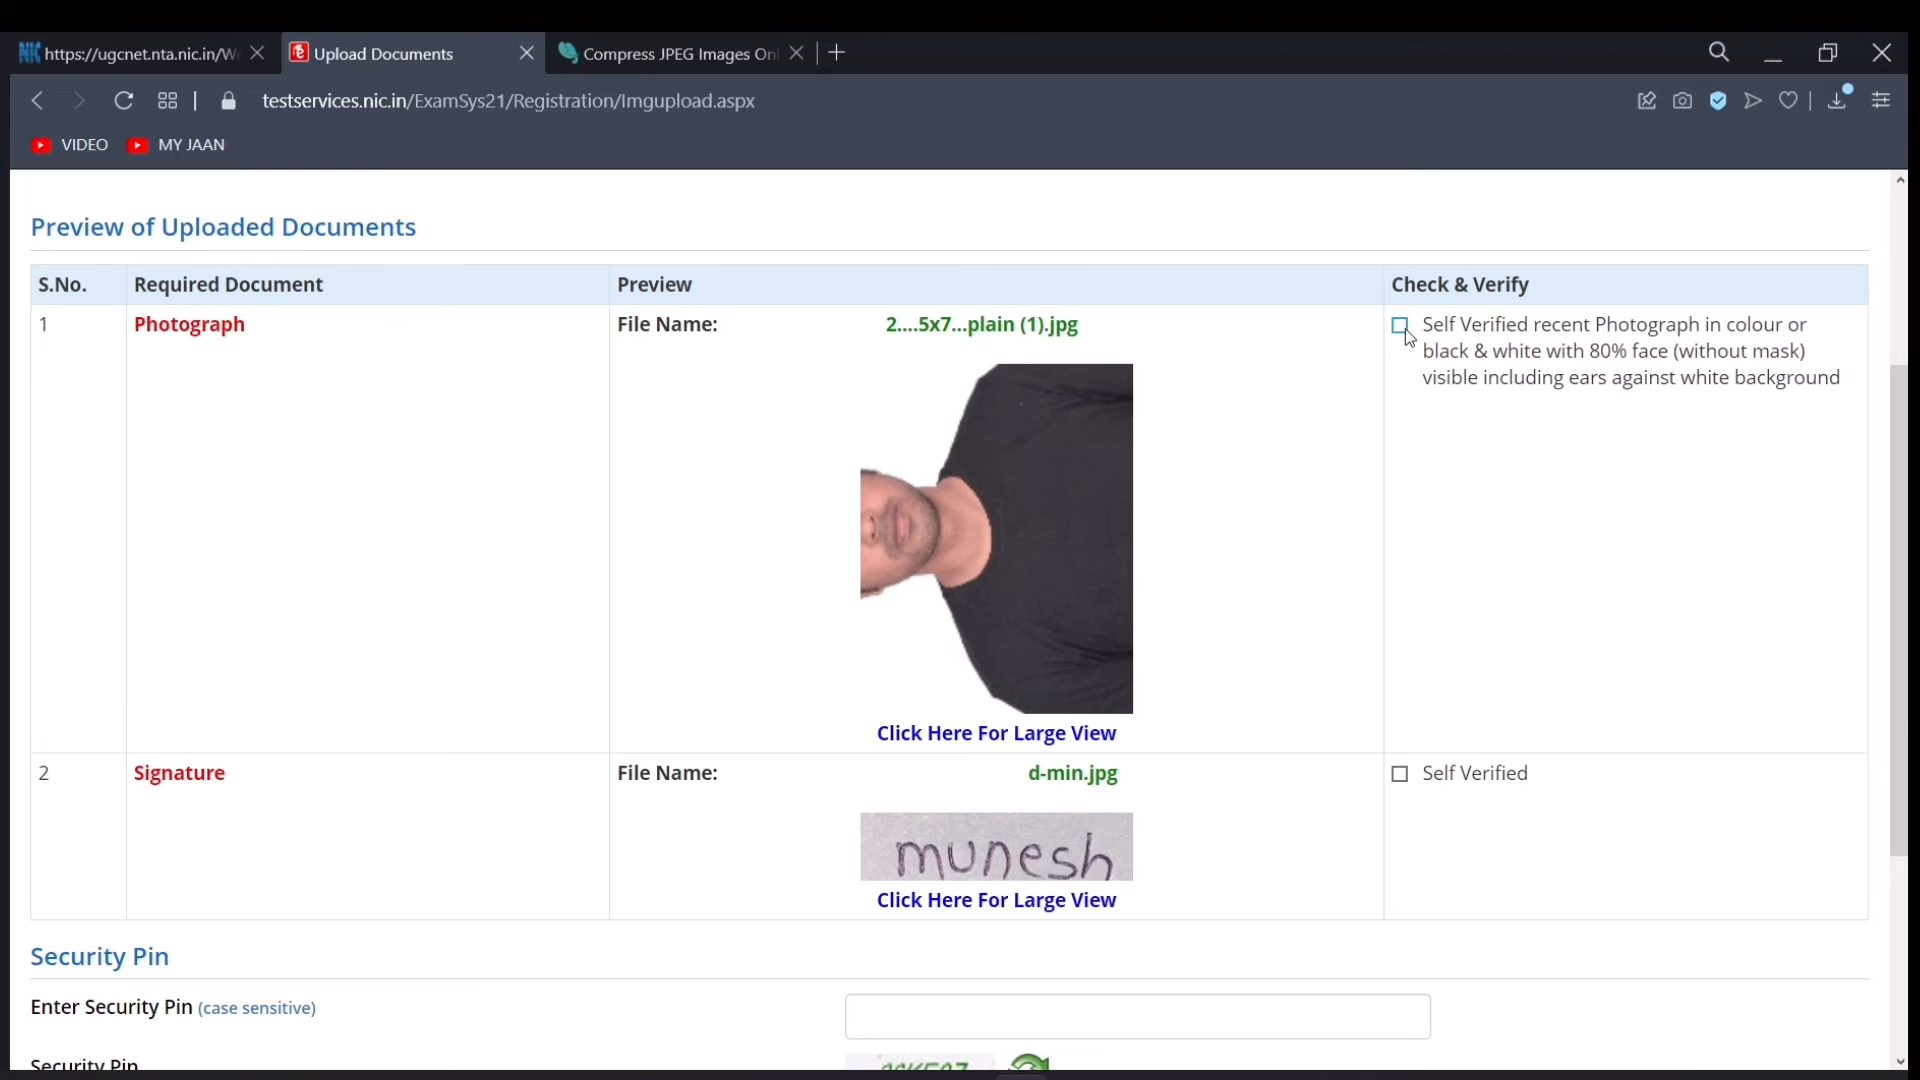 https://ugcnet.nta.nic.in/We
Upload Documents
Compress JPEG Images Onl
testservices.nic.in/ExamSys21/Registration/Imgupload.aspx
VIDEO
MY JAAN
Preview of Uploaded Documents
S.No.
Required Document
Preview
Check & Verify
1
Photograph
File Name:
2....5x7...plain (1).jpg
Self Verified recent Photograph in colour or
black & white with 80% face (without mask)
visible including ears against white background
Click Here For Large View
2
Signature
File Name:
d-min.jpg
Self Verified
munesh
Click Here For Large View
Security Pin
Enter Security Pin (case sensitive)
Security Pin